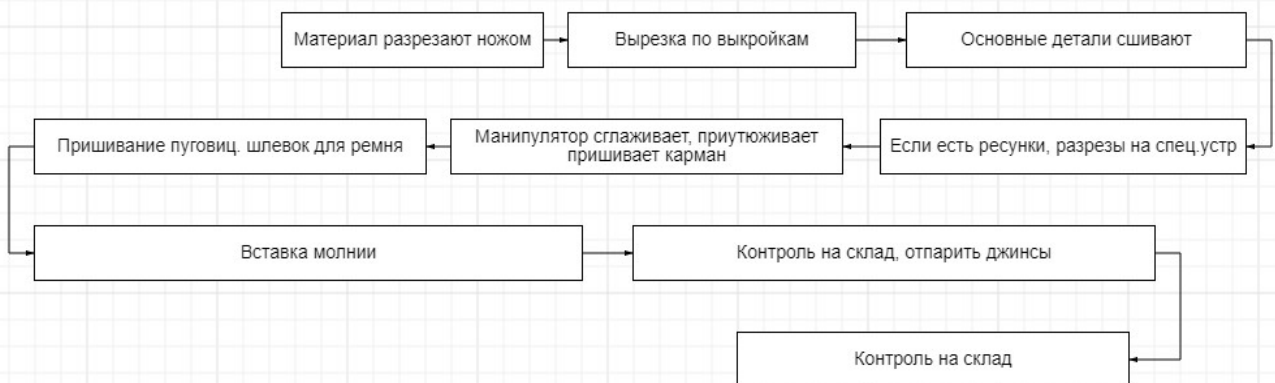 Материал разрезают ножом
Вырезка по выкройкам
Основные детали сшивают
Если есть ресунки, разрезы на спец.устр
Манипулятор сглаживает, приутюживает
пришивает карман
Пришивание пуговиц. шлевок для ремня
Вставка молнии
Контроль на склад, отпарить джинсы
Контроль на склад